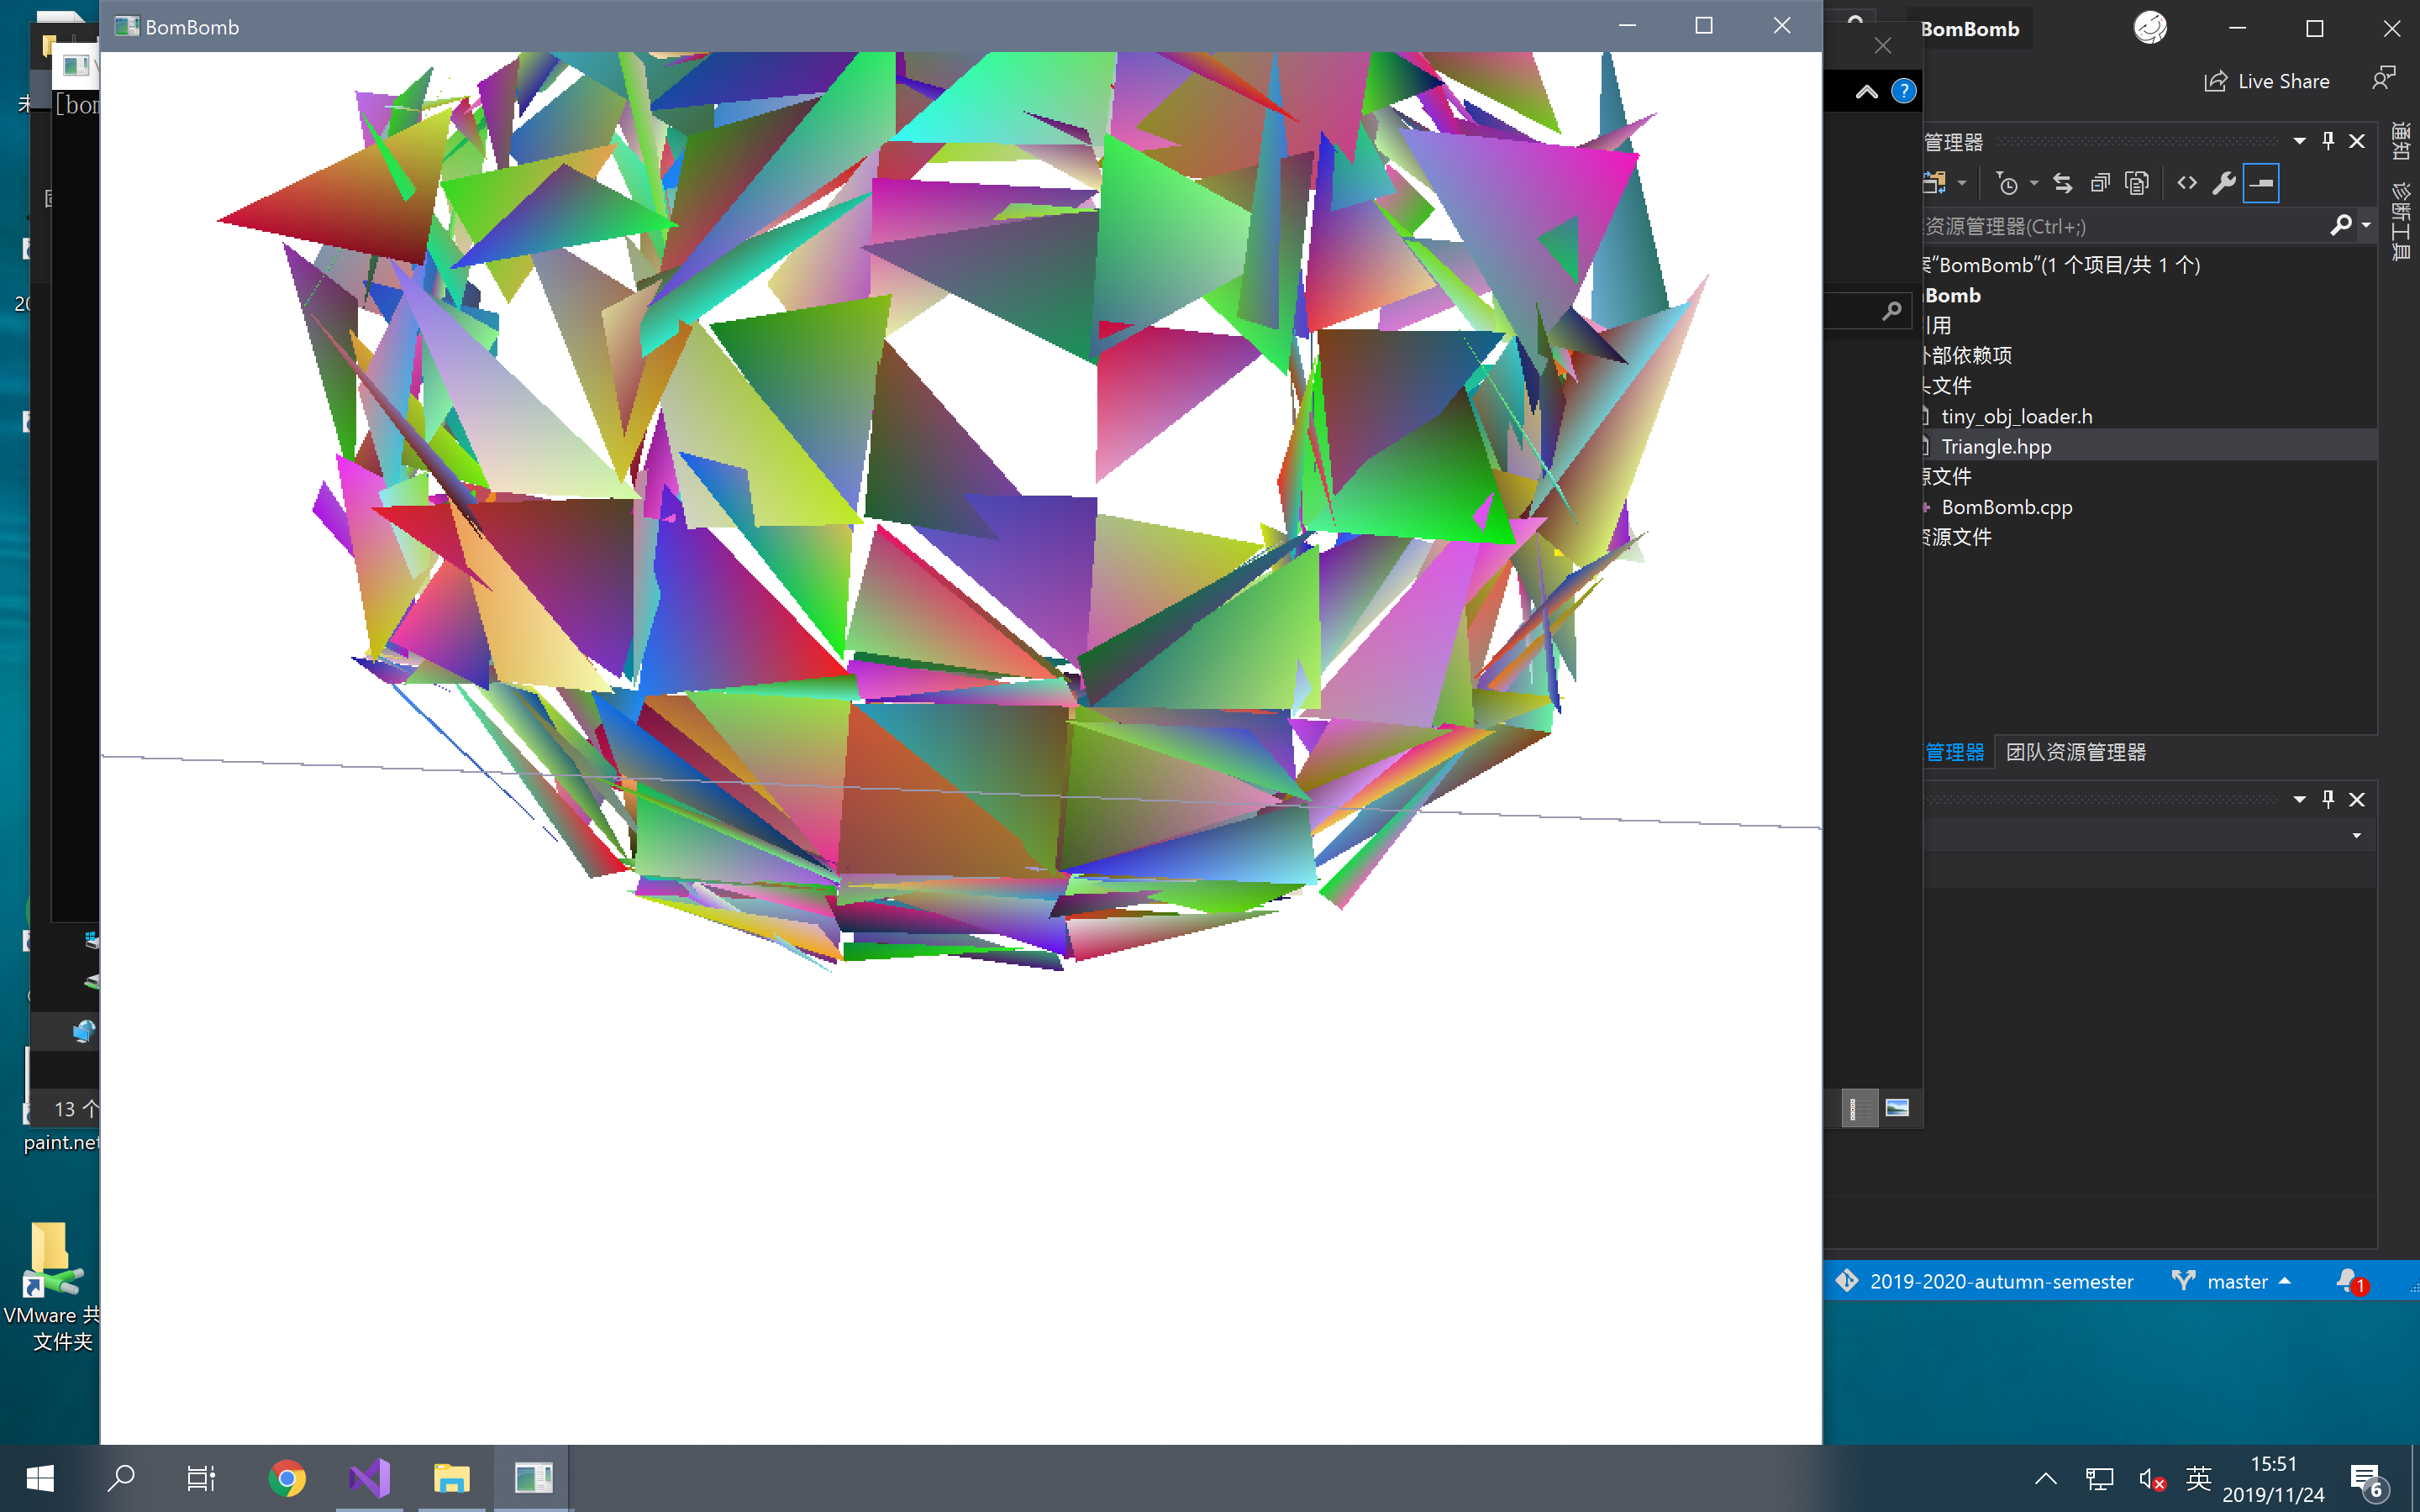 BomBomb
BomBomb
Live Share
[bon
管理器
通知
诊断工具
资源管理器(Ctrl+;)
“BomBomb”(1 个项目/共 1 个)
Bomb
引用
外部依赖项
头文件
tiny_obj_loader.h
Triangle.hpp
源文件
BomBomb.cpp
资源文件
管理器
团队资源管理器
13 个
paint.net
VMware 共
文件夹
2019-2020-autumn-semester
master
1
英
15:51
2019/11/24
6